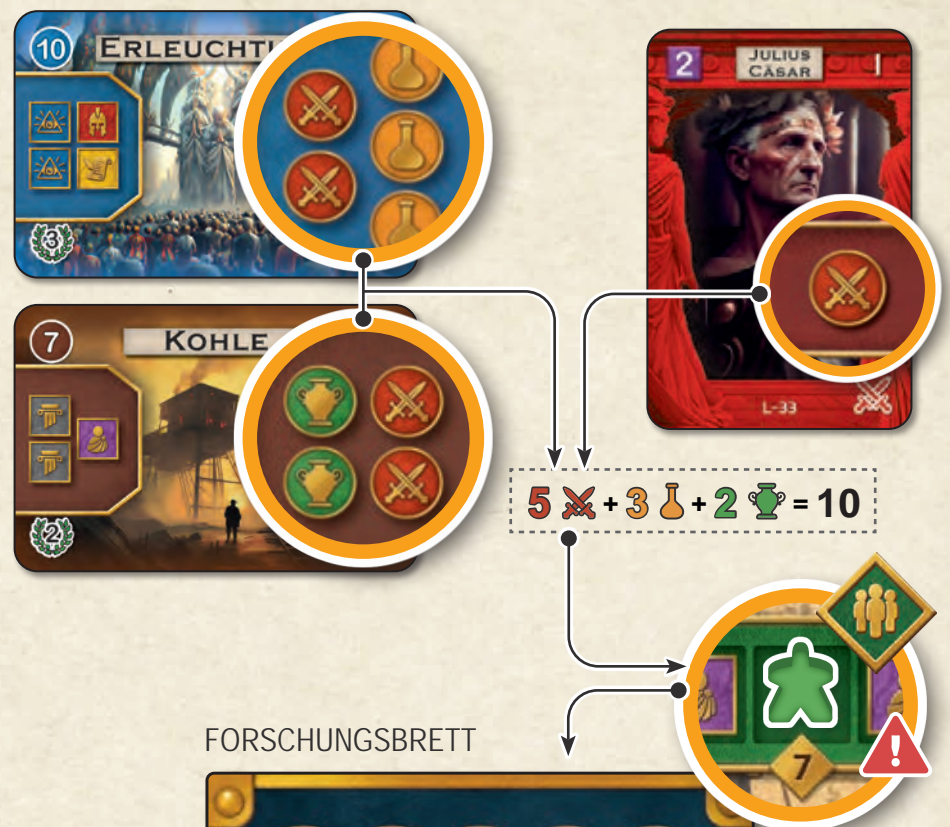 10
ERLEUCHTU
3
2
JULIUS
CÄSAR
I
L-33
7
KOHLE
2
5 + 3 + 2 = 10
7
!
FORSCHUNGSBRETT